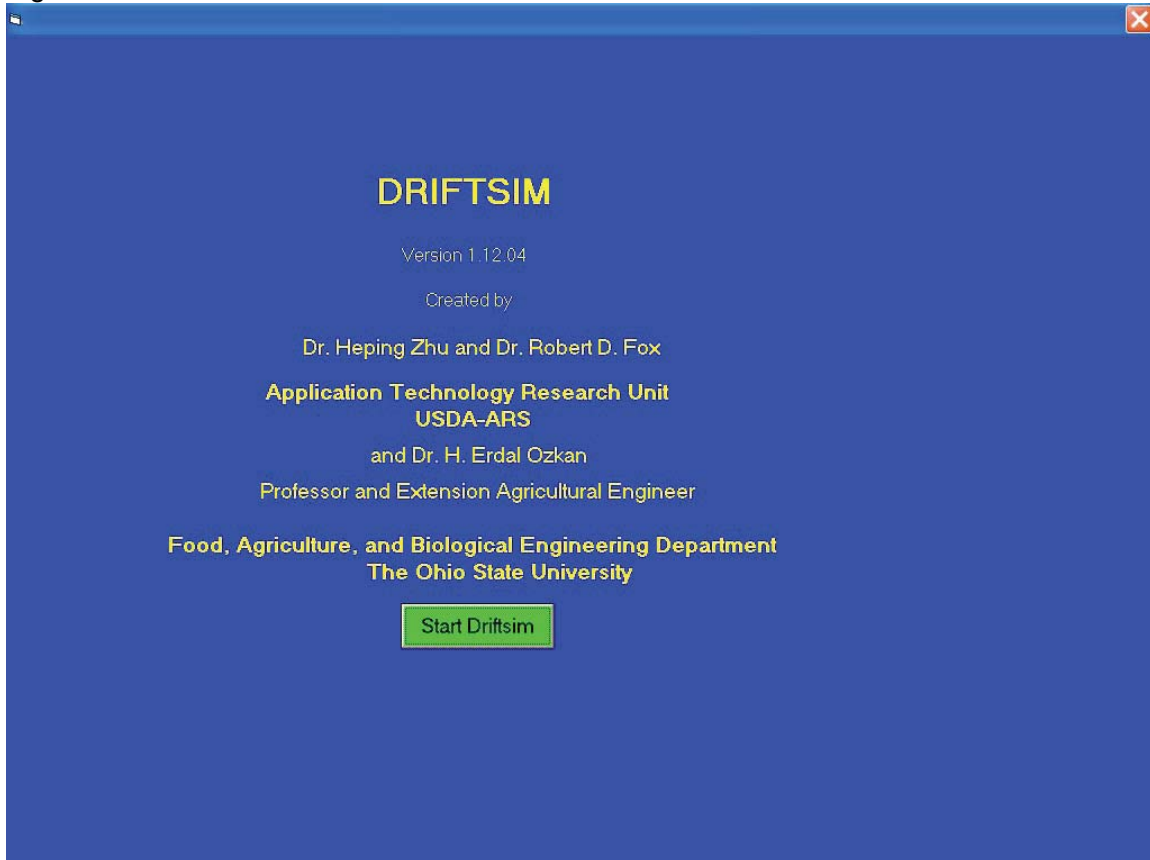 DRIFTSIM
Version 1.12.04
Created by
Dr. Heping Zhu and Dr. Robert D. Fox
Application Technology Research Unit
USDA-ARS
and Dr. H. Erdal Ozkan
Professor and Extension Agricultural Engineer
Food, Agriculture, and Biological Engineering Department
The Ohio State University
Start Driftsim